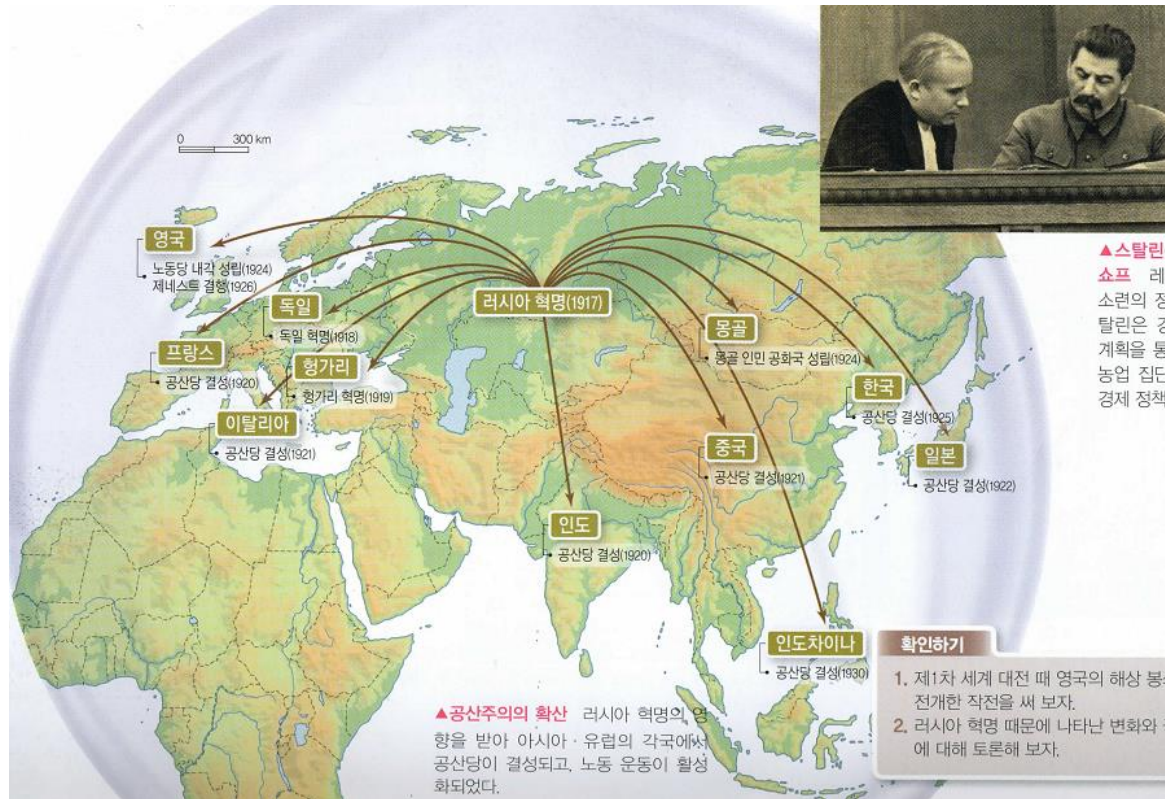 0 300 km
영국
노동당 내각 성립(1924)
제네스트 결행(1926)
독일
독일 혁명(1918)
러시아 혁명(1917)
프랑스
공산당 결성(1920)
헝가리
헝가리 혁명(1919)
이탈리아
공산당 결성(1921)
몽골
몽골 인민 공화국 성립(1924)
한국
공산당 결성(1925)
중국
공산당 결성(1921)
일본
공산당 결성(1922)
인도
공산당 결성(1920)
인도차이나
공산당 결성(1930)
▲스탈린
쇼프 레
소련의 정
탈린은 경
계획을 통
농업 집단
경제 정책
▲공산주의의 확산 러시아 혁명의 영
향을 받아 아시아·유럽의 각국에서
공산당이 결성되고, 노동 운동이 활성
화되었다.
확인하기
1. 제1차 세계 대전 때 영국의 해상 봉
전개한 작전을 써 보자.
2. 러시아 혁명 때문에 나타난 변화와
에 대해 토론해 보자.